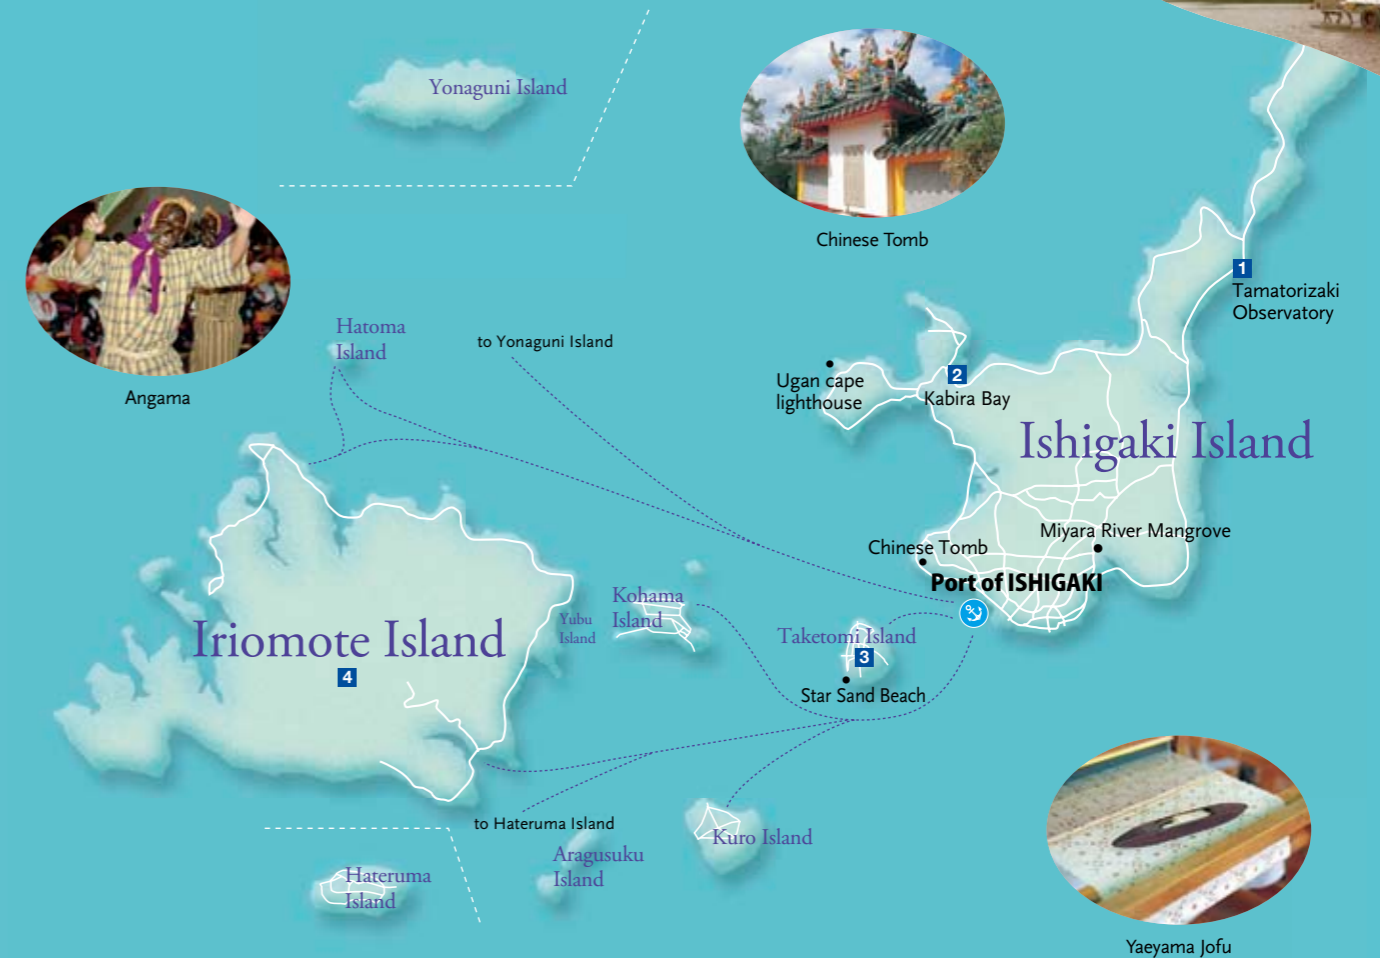 Yonaguni Island
Chinese Tomb
1
Tamatorizaki
Observatory
Hatoma
Island
to Yonaguni Island
Angama
Ugan cape
lighthouse
2
Kabira Bay
Ishigaki Island
Miyara River Mangrove
Chinese Tomb
Port of ISHIGAKI
Kohama
Island
Yubu
Island
Iriomote Island
4
Taketomi Island
3
Star Sand Beach
to Hateruma Island
Kuro Island
Aragusuku
Island
Hateruma
Island
Yaeyama Jofu